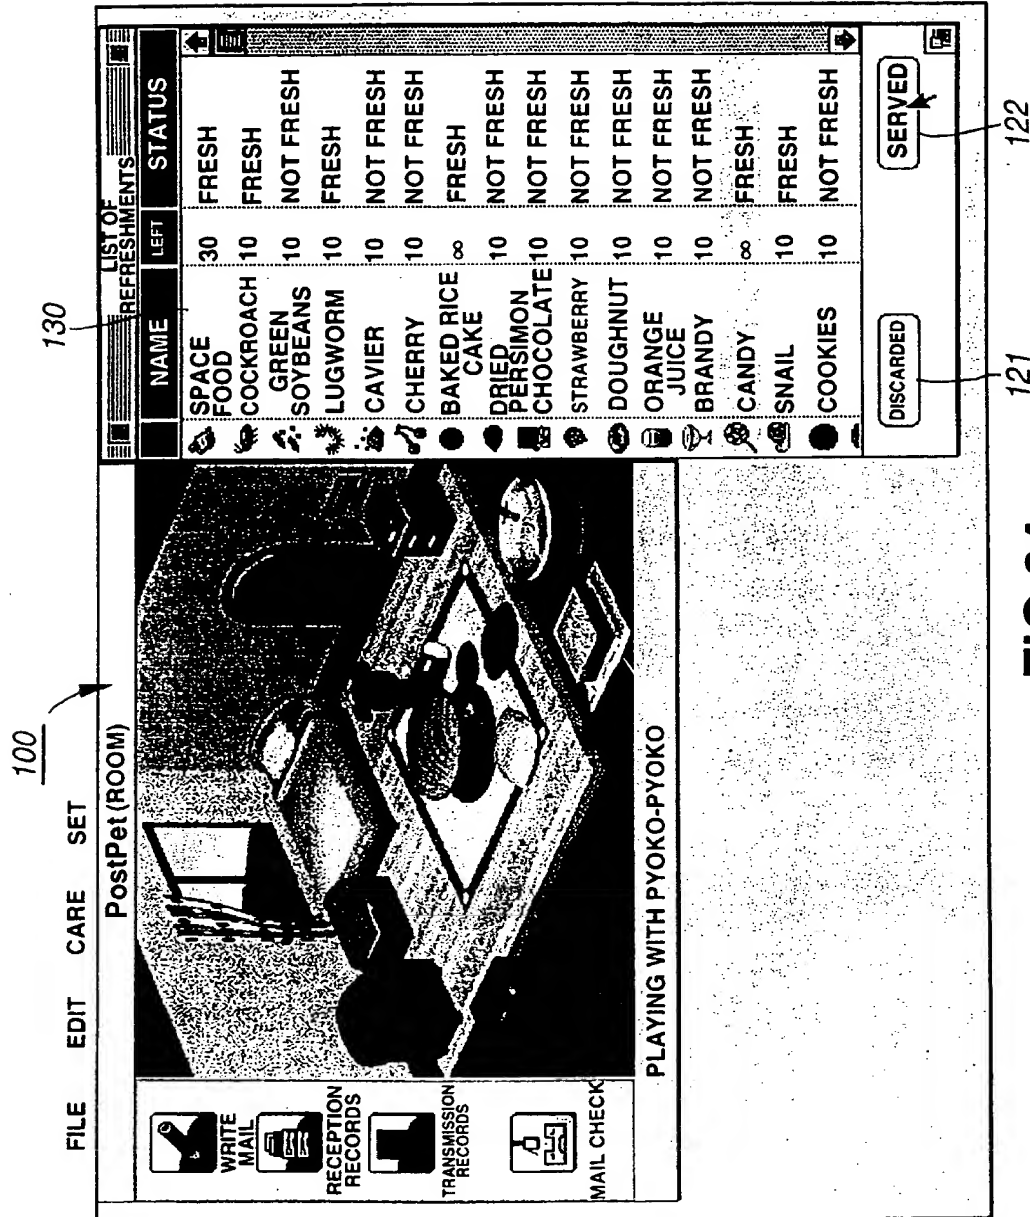 100
FILE EDIT CARE SET
PostPet (ROOM)
WRITE
MAIL
RECEPTION
RECORDS
TRANSMISSION
RECORDS
MAIL CHECK
PLAYING WITH PYOKO-PYOKO
130
LIST OF
REFRESHMENTS
NAME LEFT STATUS
SPACE
FOOD 30 FRESH
COCKROACH 10 FRESH
GREEN
SOYBEANS 10 NOT FRESH
LUGWORM 10 FRESH
CAVIER 10 NOT FRESH
CHERRY 10 NOT FRESH
BAKED RICE
CAKE ∞ FRESH
DRIED
PERSIMON 10 NOT FRESH
CHOCOLATE 10 NOT FRESH
STRAWBERRY 10 NOT FRESH
DOUGHNUT 10 NOT FRESH
ORANGE
JUICE 10 NOT FRESH
BRANDY 10 NOT FRESH
CANDY ∞ FRESH
SNAIL 10 FRESH
COOKIES 10 NOT FRESH
DISCARDED SERVED
121 122